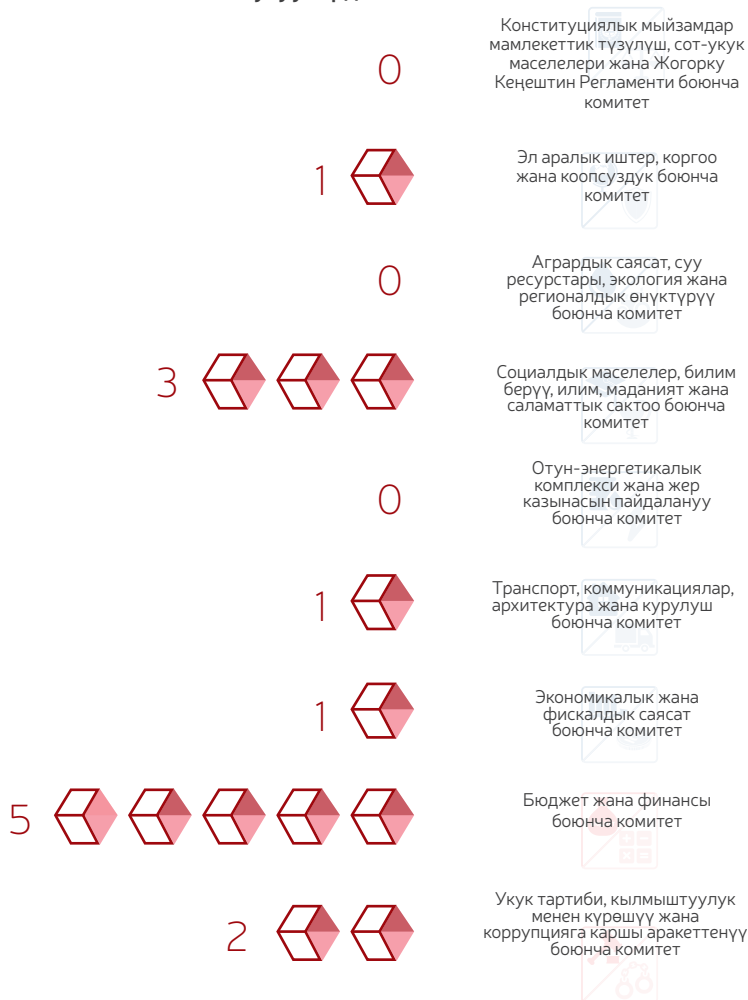 0
Конституциялык мыйзамдар
мамлекеттик түзүлүш, сот-укук
маселелери жана Жогорку
Кеңештин Регламенти боюнча
комитет
1
Эл аралык иштер, коргоо
жана коопсуздук боюнча
комитет
0
Агрардык саясат, суу
ресурстары, экология жана
регионалдык өнүктүрүү
боюнча комитет
3
Социалдык маселелер, билим
берүү, илим, маданият жана
саламаттык сактоо боюнча
комитет
0
Отун-энергетикалык
комплекси жана жер
казынасын пайдалануу
боюнча комитет
1
Транспорт, коммуникациялар,
архитектура жана курулуш
боюнча комитет
1
Экономикалык жана
фискалдык саясат
боюнча комитет
5
Бюджет жана финансы
боюнча комитет
2
Укук тартиби, кылмыштуулук
менен күрөшүү жана
коррупцияга каршы аракеттенүү
боюнча комитет